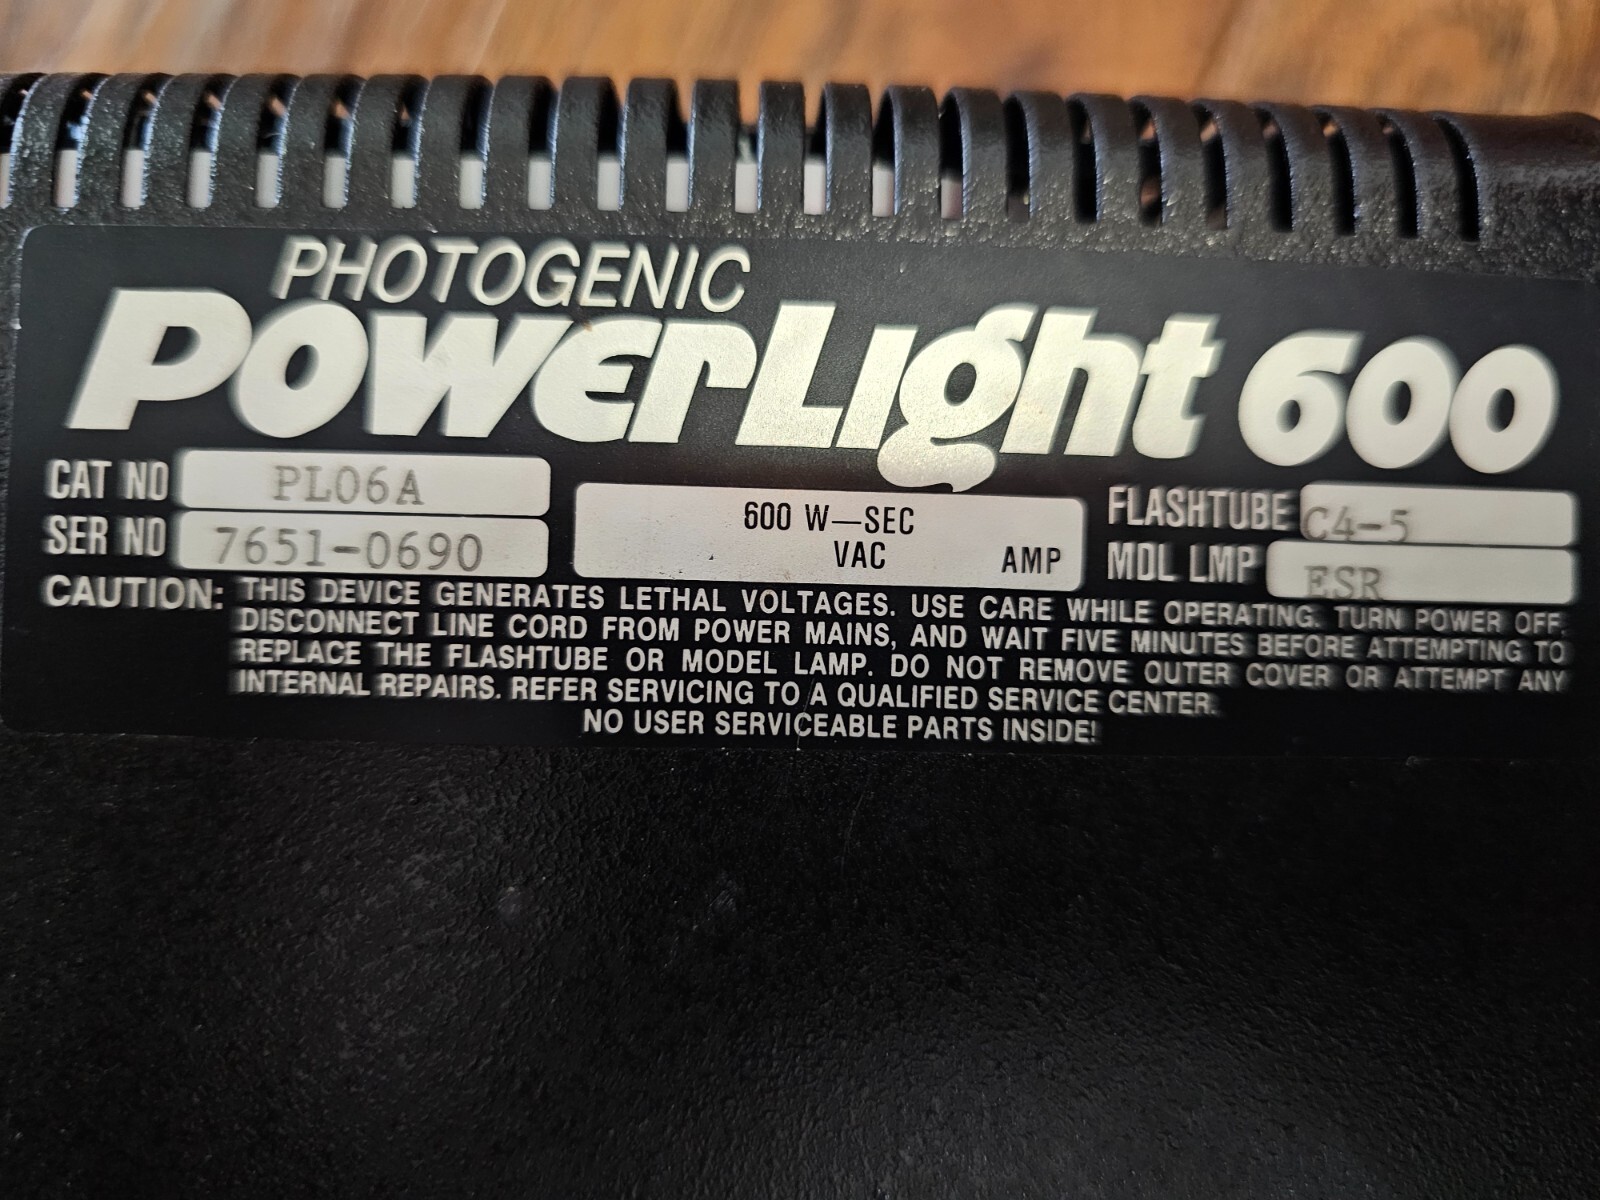 PHOTOGENIC
PowerLight 600
CAT NO PL06A
SER NO 7651-0690
600 W—SEC
VAC AMP
FLASHTUBE C4-5
MDL LMP ESR
CAUTION: THIS DEVICE GENERATES LETHAL VOLTAGES. USE CARE WHILE OPERATING. TURN POWER OFF,
DISCONNECT LINE CORD FROM POWER MAINS, AND WAIT FIVE MINUTES BEFORE ATTEMPTING TO
REPLACE THE FLASHTUBE OR MODEL LAMP. DO NOT REMOVE OUTER COVER OR ATTEMPT ANY
INTERNAL REPAIRS. REFER SERVICING TO A QUALIFIED SERVICE CENTER.
NO USER SERVICEABLE PARTS INSIDE!